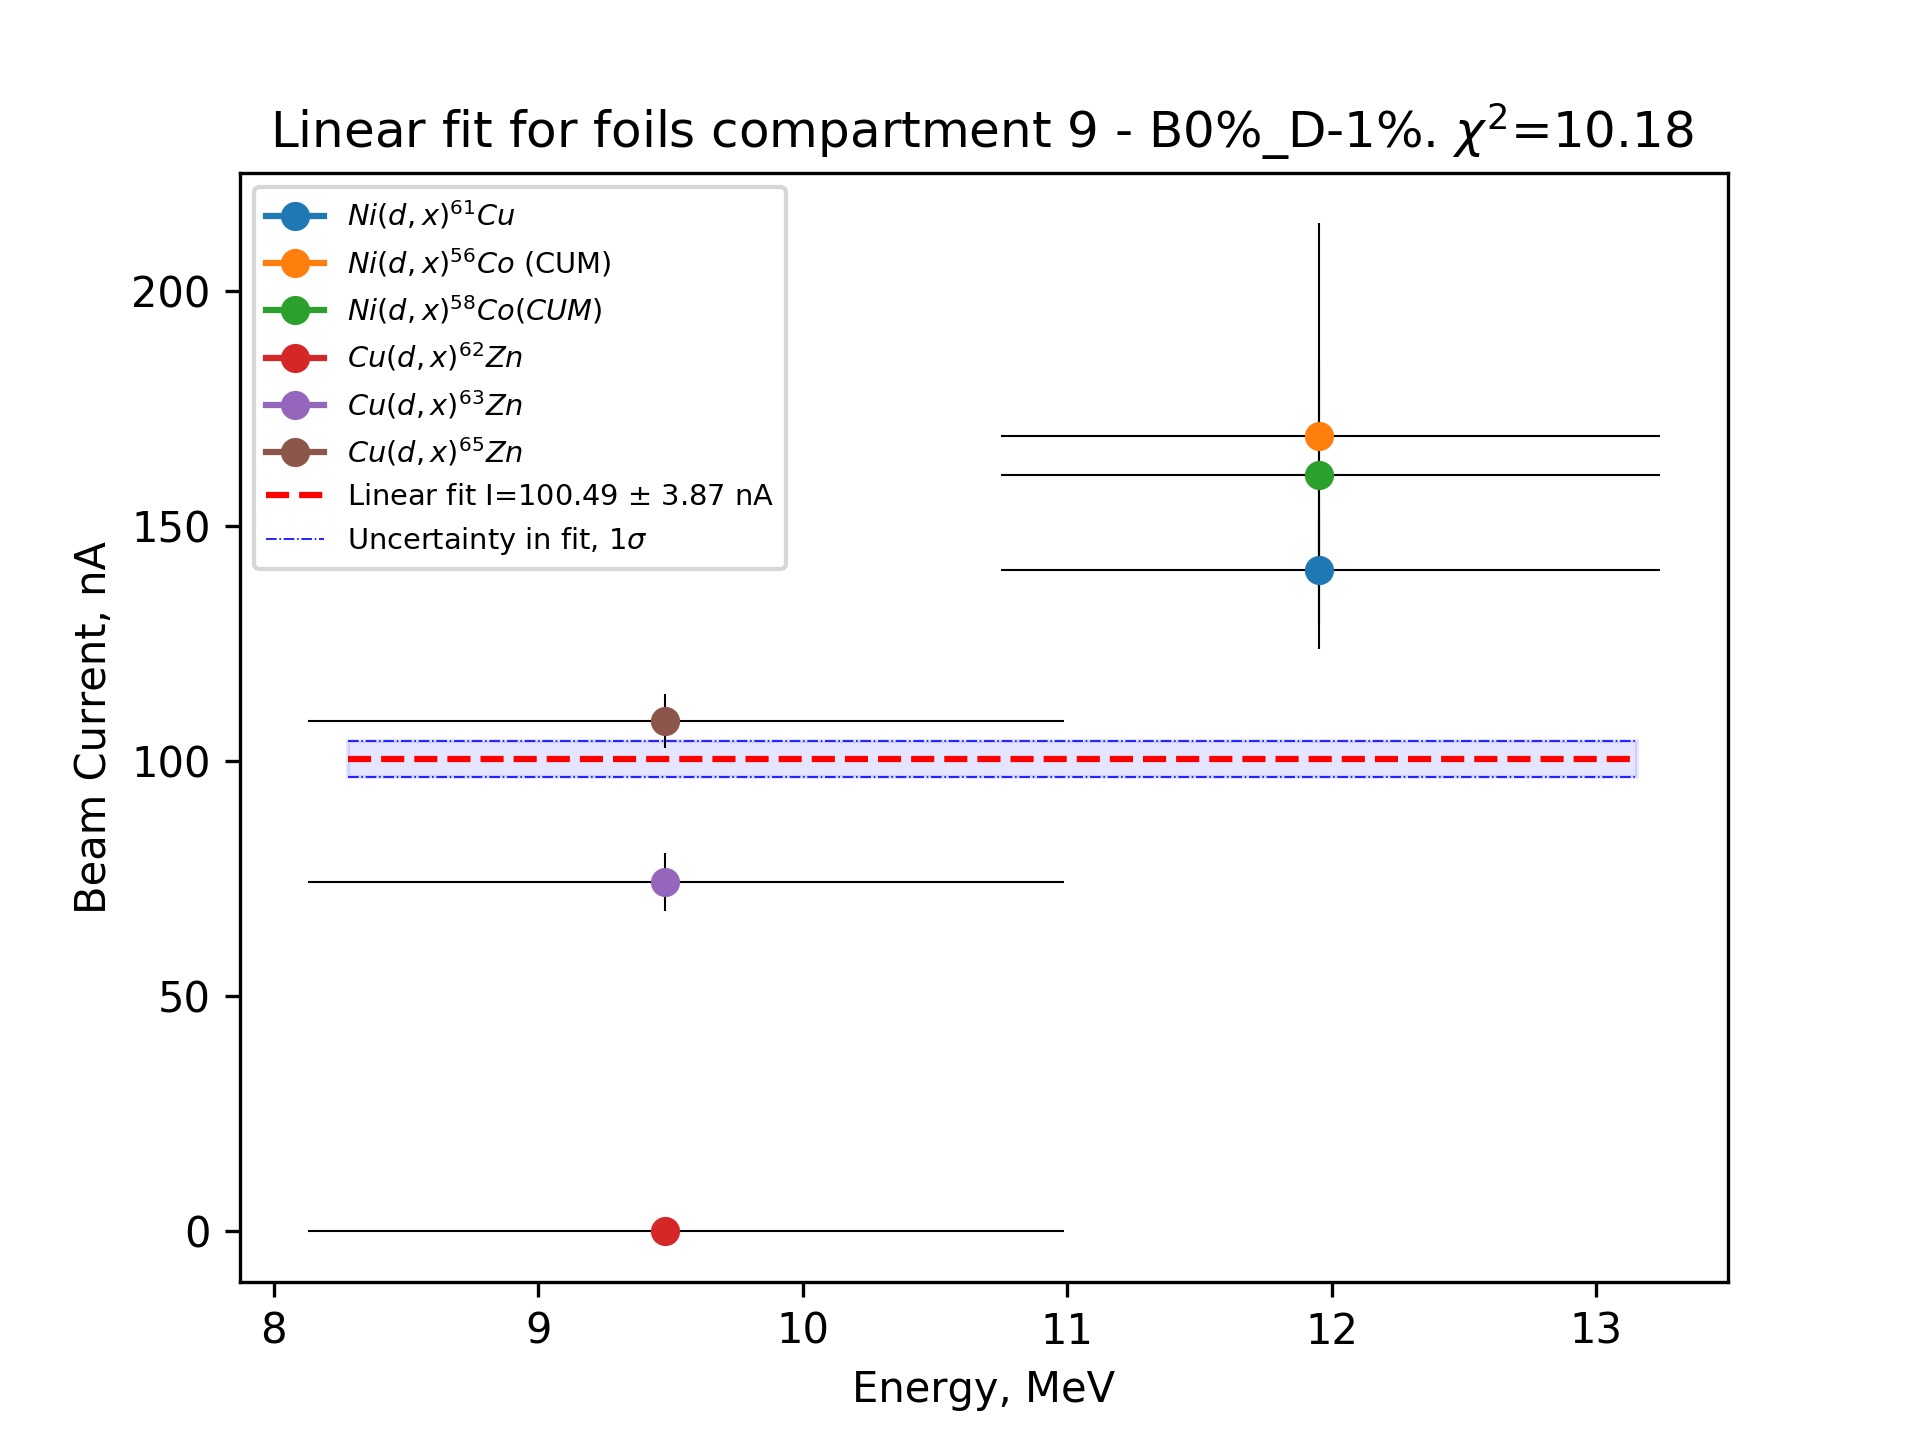 Linear fit for foils compartment 9 - B0%_D-1%. χ²=10.18
Ni(d, x)⁶¹Cu
Ni(d, x)⁵⁶Co (CUM)
Ni(d, x)⁵⁸Co(CUM)
Cu(d, x)⁶²Zn
Cu(d, x)⁶³Zn
Cu(d, x)⁶⁵Zn
Linear fit I=100.49 ± 3.87 nA
Uncertainty in fit, 1σ
Beam Current, nA
200
150
100
50
0
8 9 10 11 12 13
Energy, MeV